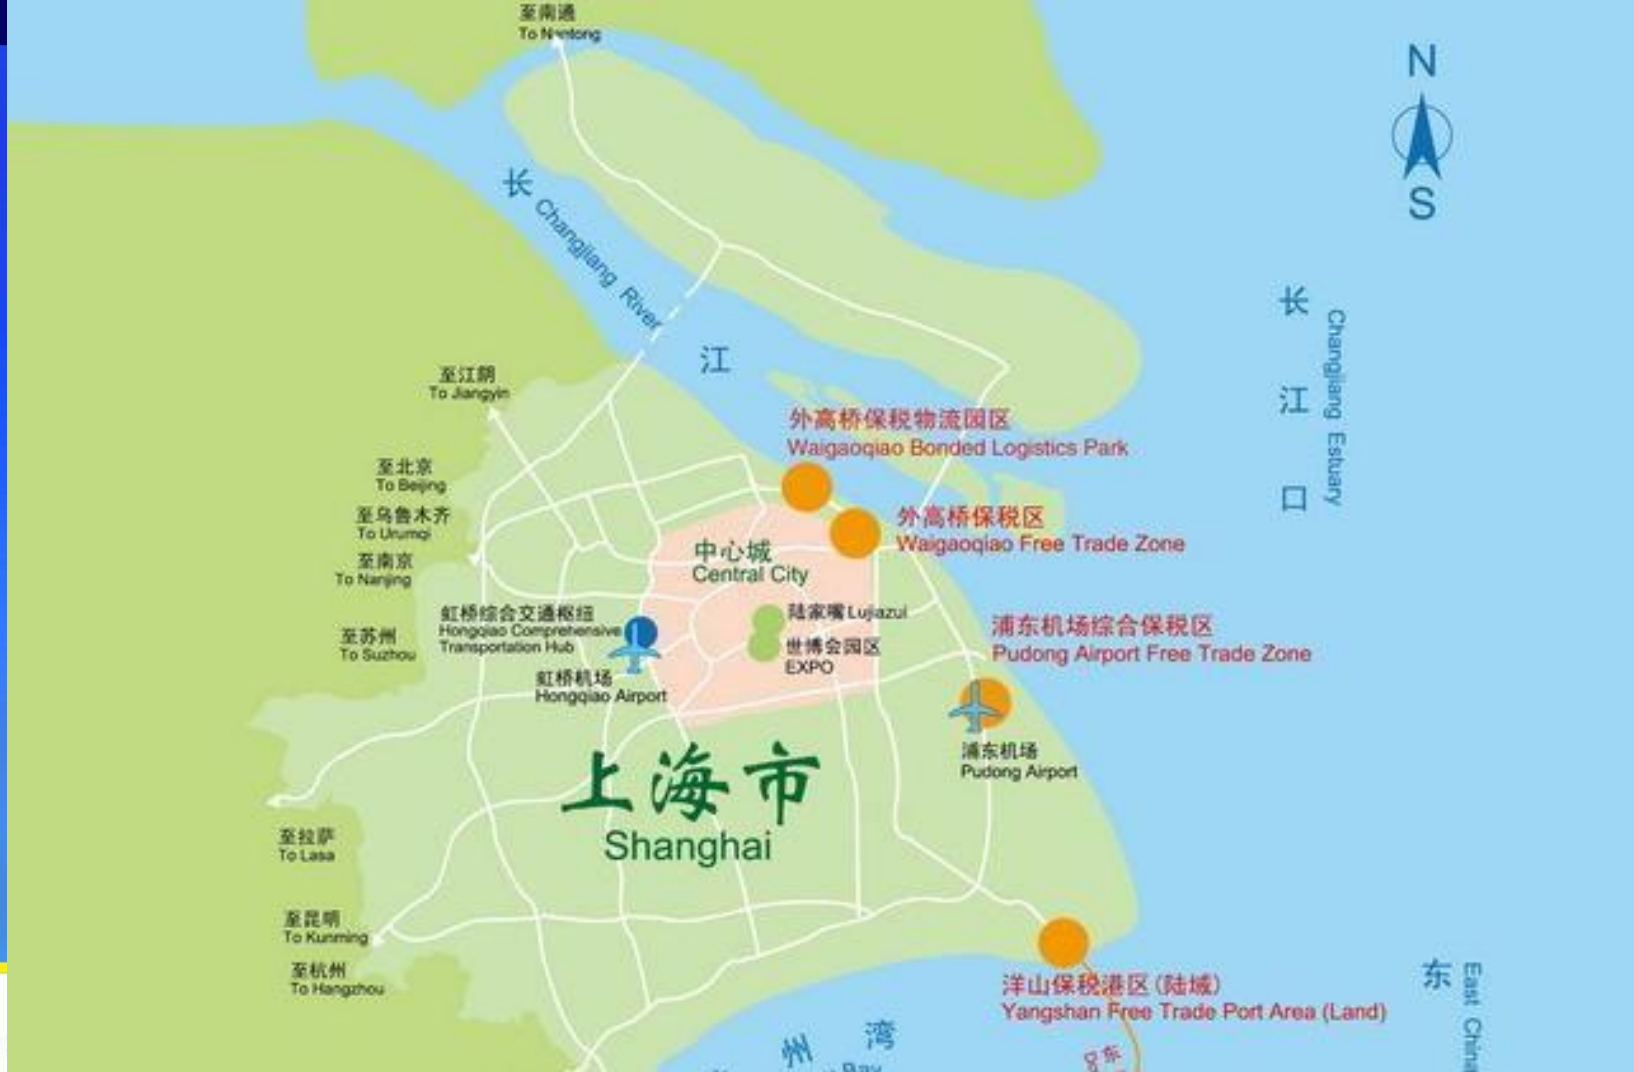 至南通
To Nantong
N
S
长
Changjiang River
江
长
江
口
Changjiang Estuary
至江阴
To Jiangyin
外高桥保税物流园区
Waigaoqiao Bonded Logistics Park
至北京
To Beijing
至乌鲁木齐
To Urumqi
外高桥保税区
Waigaoqiao Free Trade Zone
中心城
Central City
至南京
To Nanjing
虹桥综合交通枢纽
Hongqiao Comprehensive
Transportation Hub
陆家嘴 Lujiazui
至苏州
To Suzhou
世博会园区
EXPO
浦东机场综合保税区
Pudong Airport Free Trade Zone
虹桥机场
Hongqiao Airport
浦东机场
Pudong Airport
上海市
Shanghai
至拉萨
To Lasa
至昆明
To Kunming
至杭州
To Hangzhou
洋山保税港区(陆域)
Yangshan Free Trade Port Area (Land)
东
East China
州
湾
Bay
东